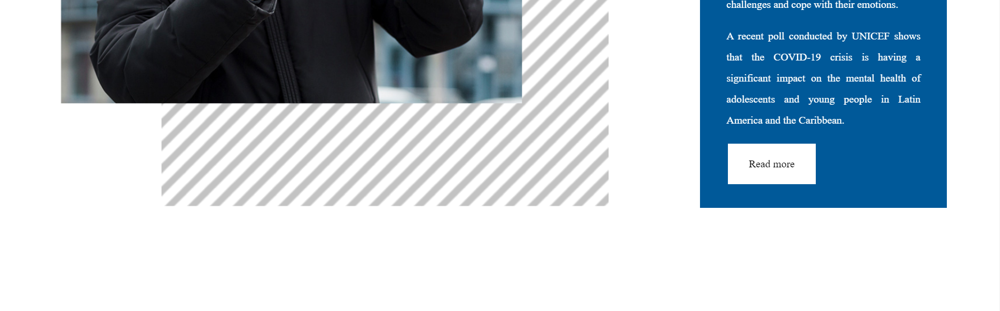 challenges and cope with their emotions.
A recent poll conducted by UNICEF shows
that the COVID-19 crisis is having a
significant impact on the mental health of
adolescents and young people in Latin
America and the Caribbean.
Read more